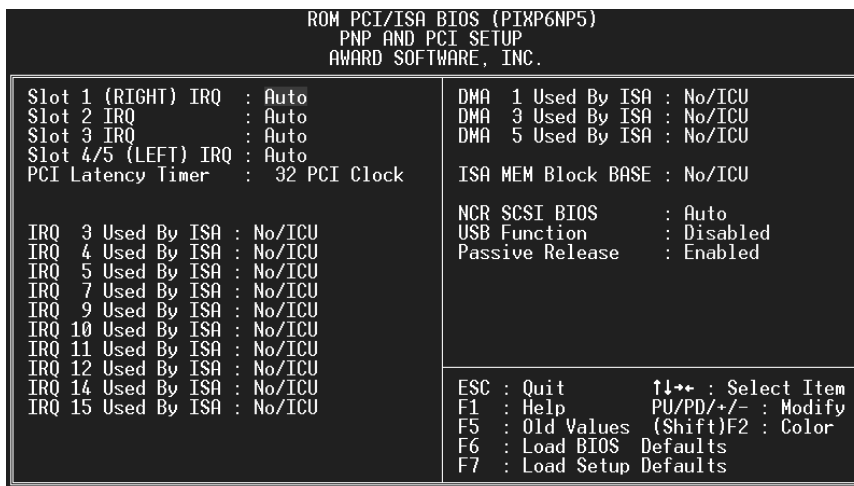 ROM PCI/ISA BIOS (PIXP6NP5)
PNP AND PCI SETUP
AWARD SOFTWARE, INC.
Slot 1 (RIGHT) IRQ : Auto
Slot 2 IRQ : Auto
Slot 3 IRQ : Auto
Slot 4/5 (LEFT) IRQ : Auto
PCI Latency Timer : 32 PCI Clock
IRQ 3 Used By ISA : No/ICU
IRQ 4 Used By ISA : No/ICU
IRQ 5 Used By ISA : No/ICU
IRQ 7 Used By ISA : No/ICU
IRQ 9 Used By ISA : No/ICU
IRQ 10 Used By ISA : No/ICU
IRQ 11 Used By ISA : No/ICU
IRQ 12 Used By ISA : No/ICU
IRQ 14 Used By ISA : No/ICU
IRQ 15 Used By ISA : No/ICU
DMA 1 Used By ISA : No/ICU
DMA 3 Used By ISA : No/ICU
DMA 5 Used By ISA : No/ICU
ISA MEM Block BASE : No/ICU
NCR SCSI BIOS : Auto
USB Function : Disabled
Passive Release : Enabled
ESC : Quit ↑↓→← : Select Item
F1 : Help PU/PD/+/- : Modify
F5 : Old Values (Shift)F2 : Color
F6 : Load BIOS Defaults
F7 : Load Setup Defaults